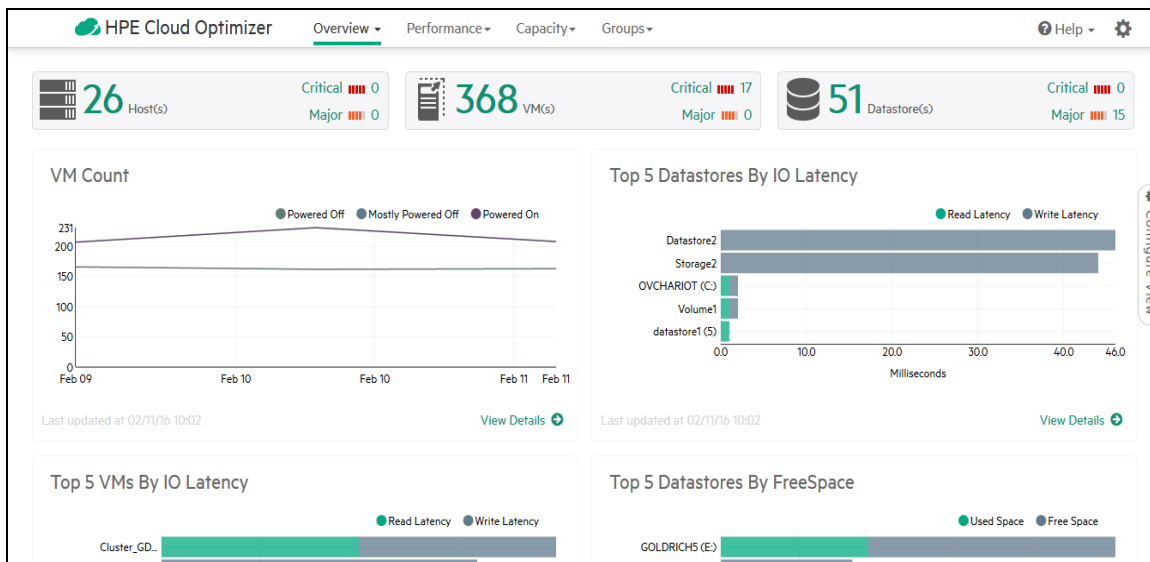 HPE Cloud Optimizer Overview Performance Capacity Groups Help
26 Host(s) Critical 0 Major 0
368 VM(s) Critical 17 Major 0
51 Datastore(s) Critical 0 Major 15
VM Count
Powered Off Mostly Powered Off Powered On
231
200
150
100
50
0
Feb 09 Feb 10 Feb 10 Feb 11 Feb 11
Last updated at 02/11/16 10:02 View Details
Top 5 Datastores By IO Latency
Read Latency Write Latency
Datastore2
Storage2
OVCHARIOT (C:)
Volume1
datastore1 (5)
0.0 10.0 20.0 30.0 40.0 46.0
Milliseconds
Last updated at 02/11/16 10:02 View Details
Configure View
Top 5 VMs By IO Latency
Read Latency Write Latency
Cluster_GD...
Top 5 Datastores By FreeSpace
Used Space Free Space
GOLDRICH5 (E:)